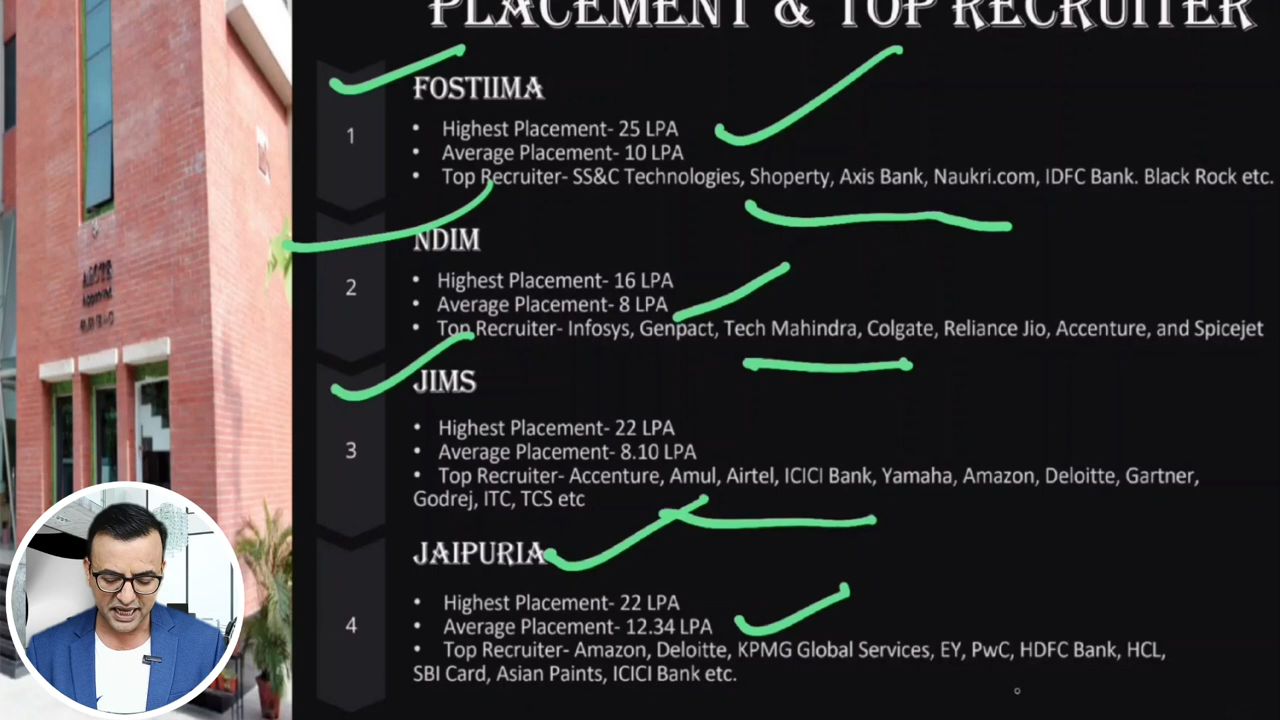 PLACEMENT & TOP RECRUITER
1
FOSTIIMA
• Highest Placement- 25 LPA
• Average Placement- 10 LPA
• Top Recruiter- SS&C Technologies, Shoperty, Axis Bank, Naukri.com, IDFC Bank. Black Rock etc.
2
NDIM
• Highest Placement- 16 LPA
• Average Placement- 8 LPA
• Top Recruiter- Infosys, Genpact, Tech Mahindra, Colgate, Reliance Jio, Accenture, and Spicejet
3
JIMS
• Highest Placement- 22 LPA
• Average Placement- 8.10 LPA
• Top Recruiter- Accenture, Amul, Airtel, ICICI Bank, Yamaha, Amazon, Deloitte, Gartner,
Godrej, ITC, TCS etc
4
JAIPURIA
• Highest Placement- 22 LPA
• Average Placement- 12.34 LPA
• Top Recruiter- Amazon, Deloitte, KPMG Global Services, EY, PwC, HDFC Bank, HCL,
SBI Card, Asian Paints, ICICI Bank etc.